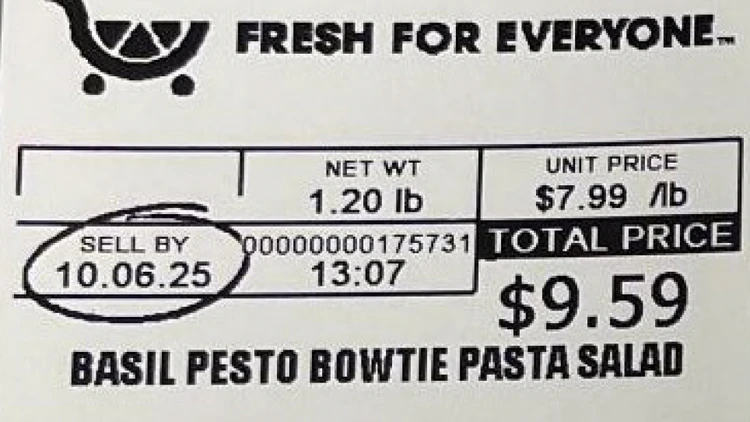 FRESH FOR EVERYONE™
NET WT
1.20 lb
UNIT PRICE
$7.99 /lb
SELL BY
10.06.25
00000000175731
13:07
TOTAL PRICE
$9.59
BASIL PESTO BOWTIE PASTA SALAD